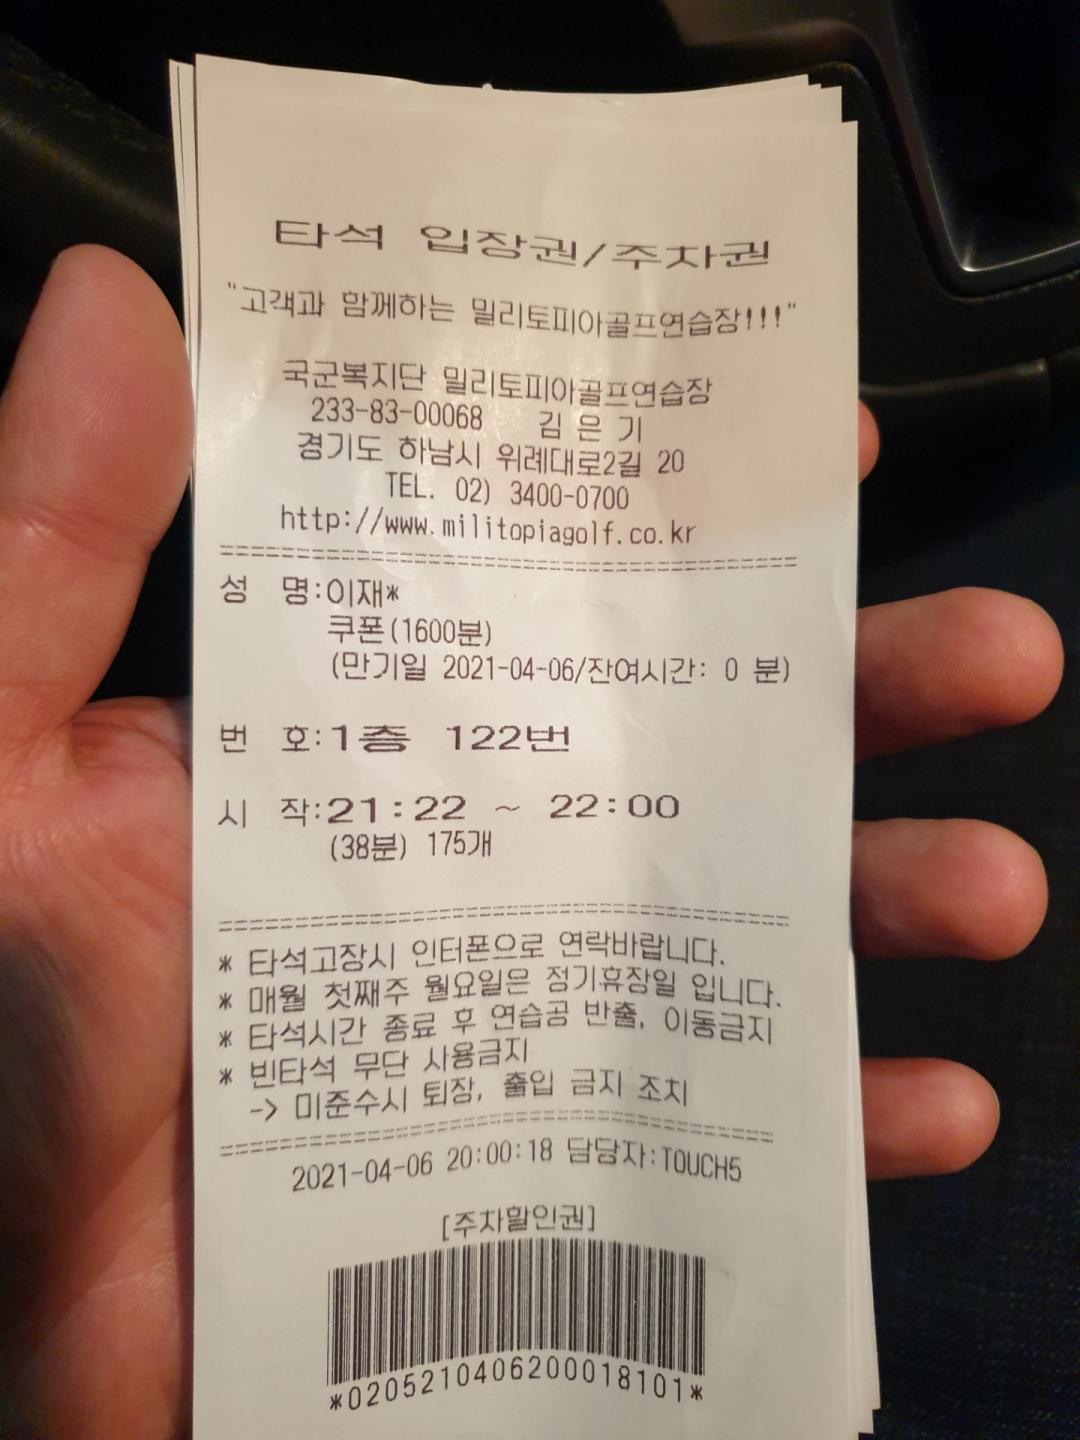 타석 입장권/주차권
"고객과 함께하는 밀리토피아골프연습장!!!"
국군복지단 밀리토피아골프연습장
233-83-00068 김 은 기
경기도 하남시 위례대로2길 20
TEL. 02) 3400-0700
http://www.militopiagolf.co.kr
성 명:이재*
쿠폰(1600분)
(만기일 2021-04-06/잔여시간: 0 분)
번 호:1층 122번
시 작:21:22 ~ 22:00
(38분) 175개
* 타석고장시 인터폰으로 연락바랍니다.
* 매월 첫째주 월요일은 정기휴장일 입니다.
* 타석시간 종료 후 연습공 반출, 이동금지
* 빈타석 무단 사용금지
-> 미준수시 퇴장, 출입 금지 조치
2021-04-06 20:00:18 담당자:TOUCH5
[주차할인권]
*0205210406200018101*